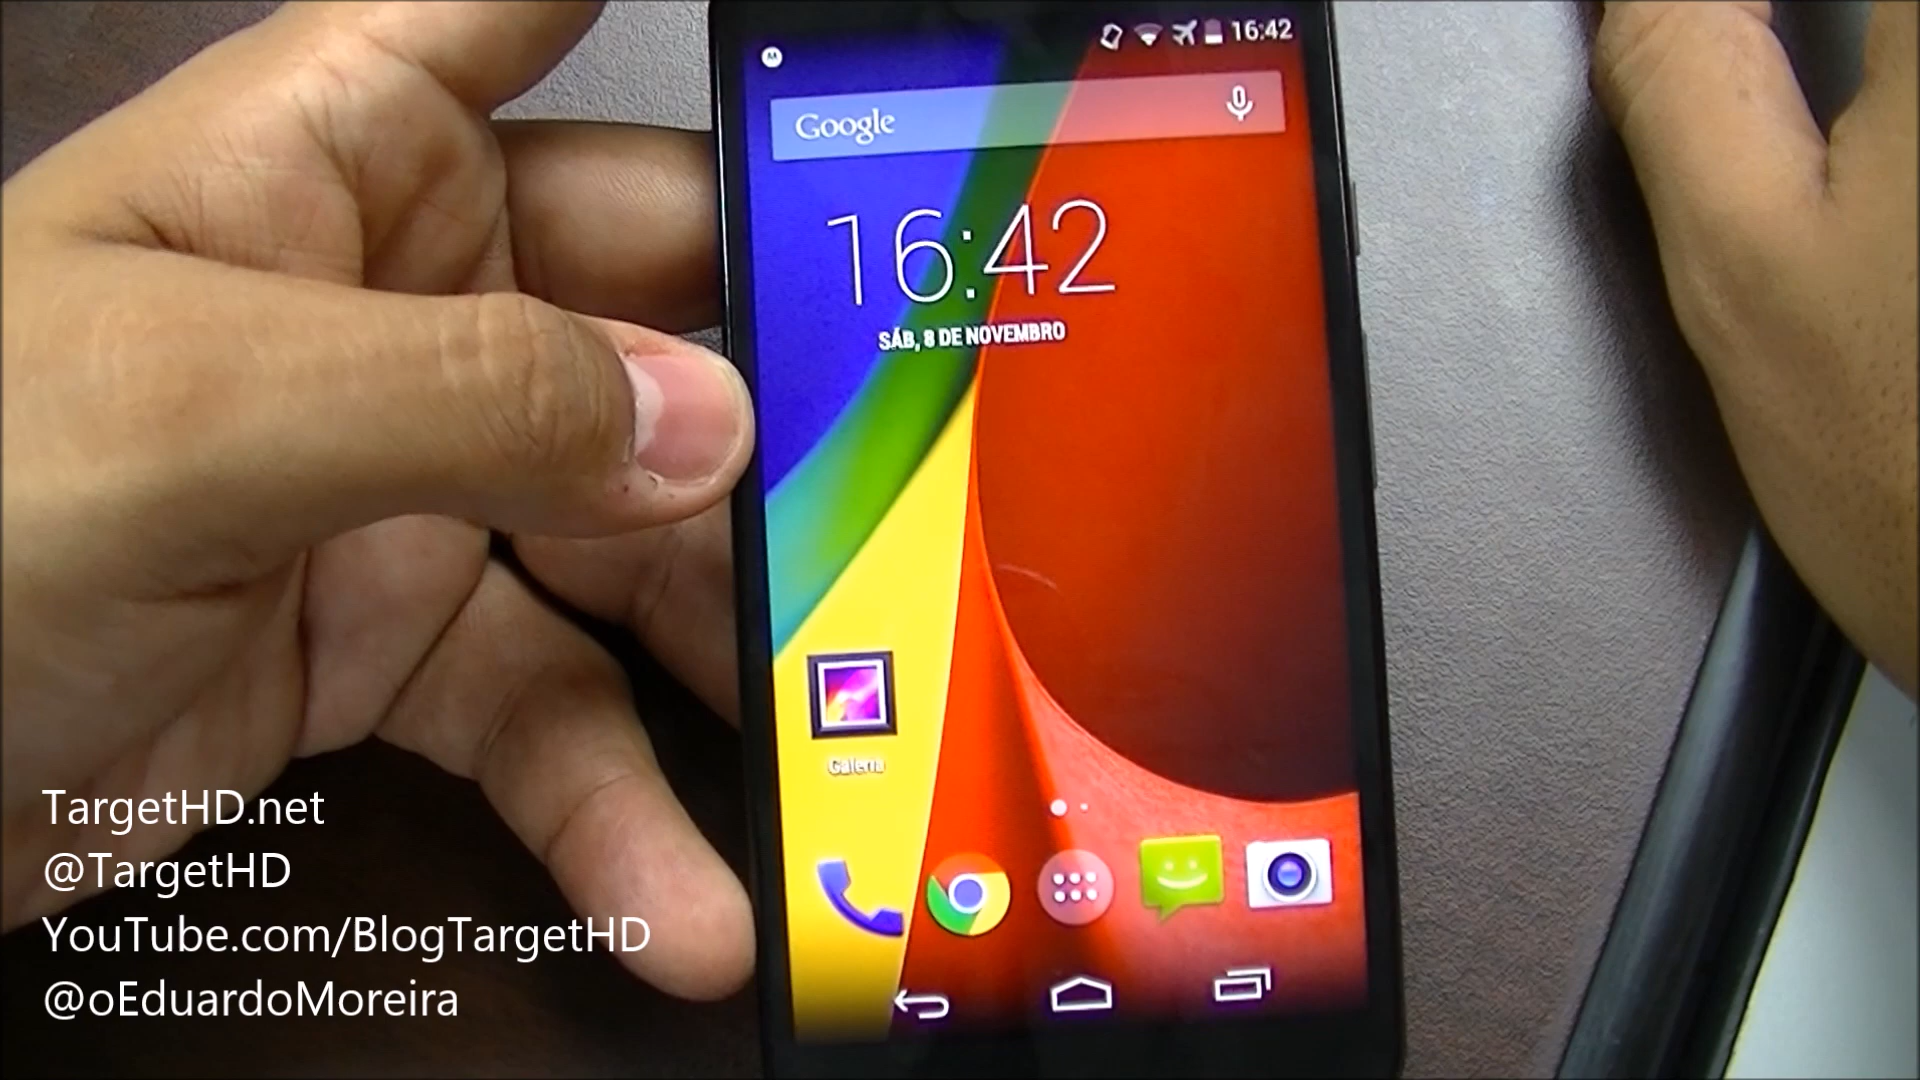 16:42
Google
16:42
SÁB, 8 DE NOVEMBRO
Galeria
TargetHD.net
@TargetHD
YouTube.com/BlogTargetHD
@oEduardoMoreira